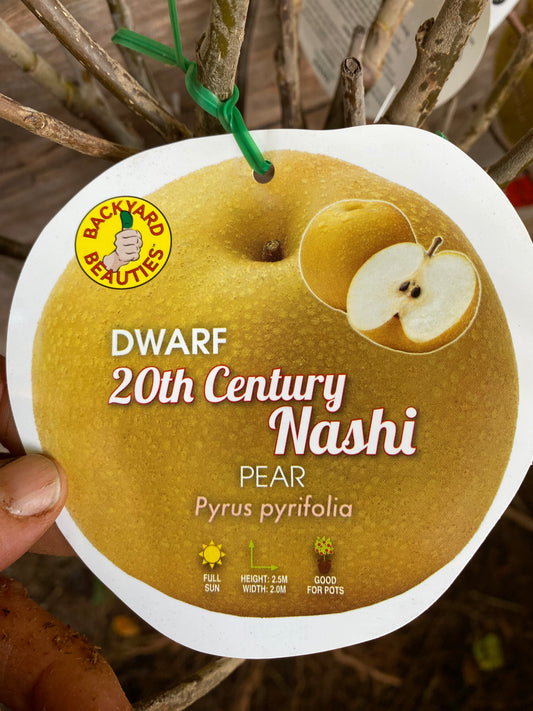 BACKYARD
BEAUTIES™
DWARF
20th Century
Nashi
PEAR
Pyrus pyrifolia
FULL
SUN
HEIGHT: 2.5M
WIDTH: 2.0M
GOOD
FOR POTS